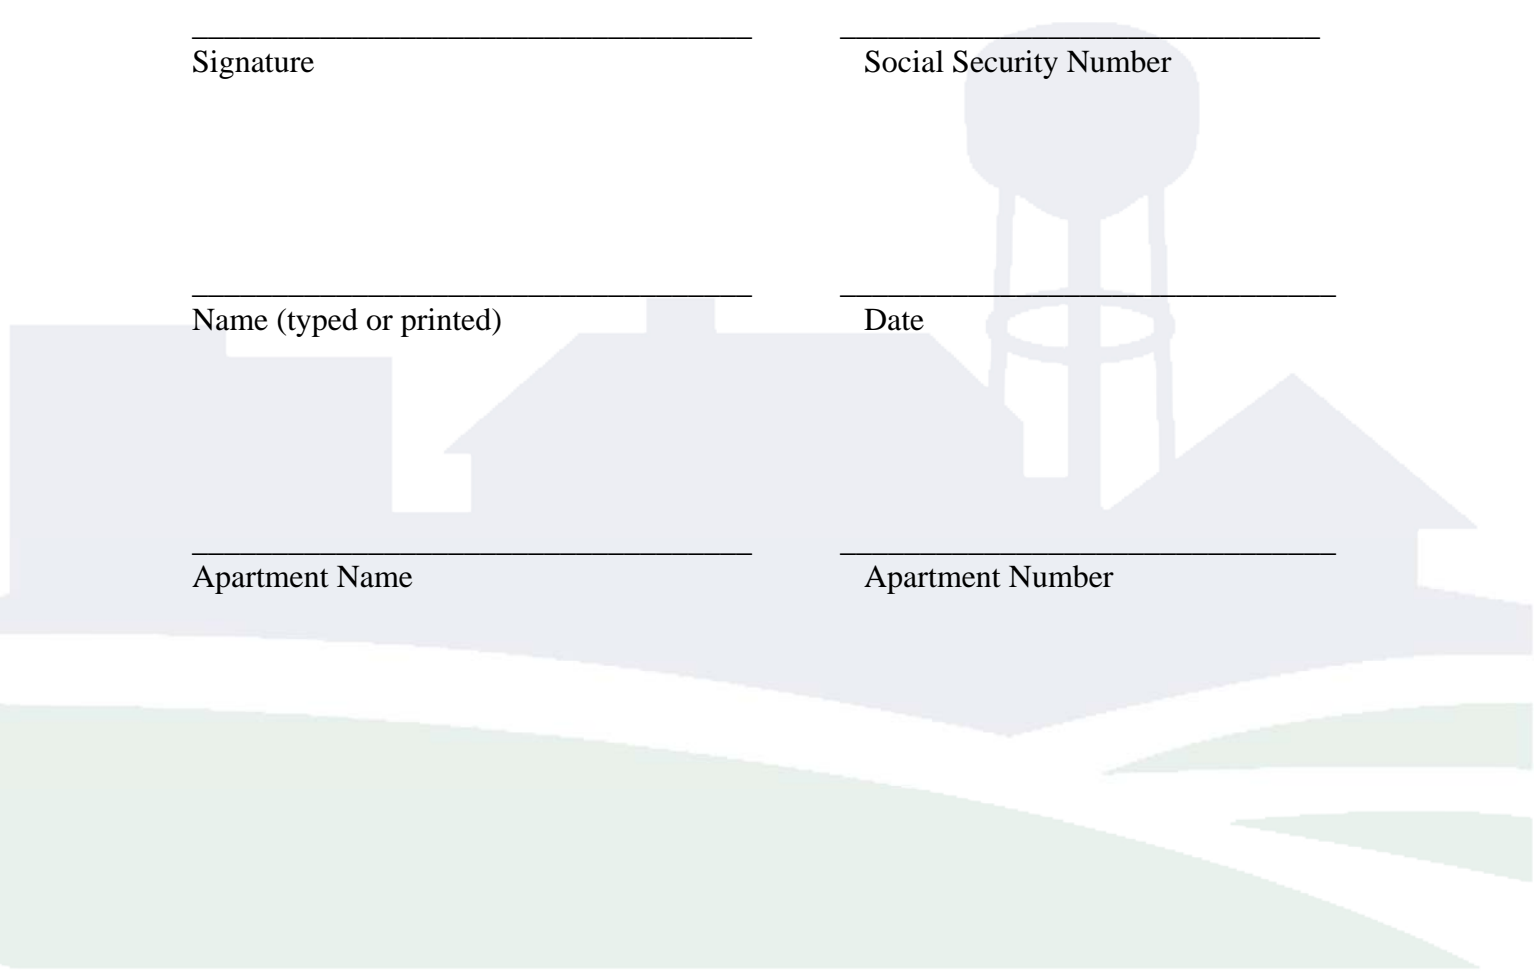 Signature Social Security Number
Name (typed or printed) Date
Apartment Name Apartment Number